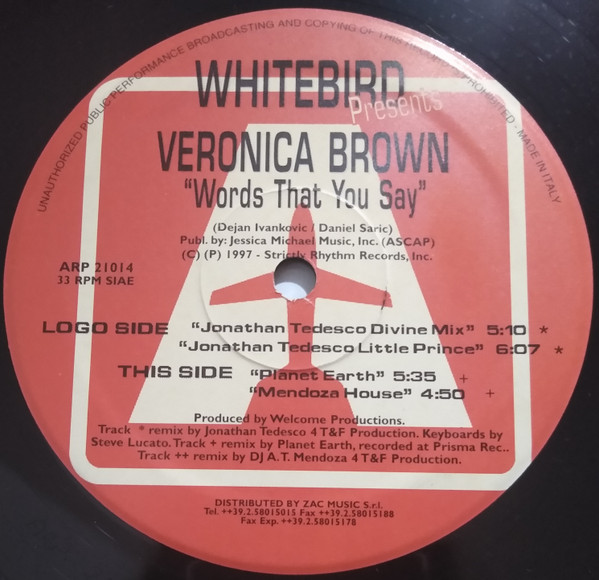 UNAUTHORIZED PUBLIC PERFORMANCE BROADCASTING AND COPYING OF THIS PROHIBITED - MADE IN ITALY
WHITEBIRD
Presents
VERONICA BROWN
"Words That You Say"
(Dejan Ivankovic / Daniel Saric)
Publ. by: Jessica Michael Music, Inc. (ASCAP)
(C) (P) 1997 - Strictly Rhythm Records, Inc.
ARP 21014
33 RPM SIAE
LOGO SIDE "Jonathan Tedesco Divine Mix" 5:10 *
"Jonathan Tedesco Little Prince" 6:07 *
THIS SIDE "Planet Earth" 5:35 +
"Mendoza House" 4:50 +
Produced by Welcome Productions.
Track * remix by Jonathan Tedesco 4 T&F Production. Keyboards by
Steve Lucato. Track + remix by Planet Earth, recorded at Prisma Rec..
Track ++ remix by DJ A.T. Mendoza 4 T&F Production.
DISTRIBUTED BY ZAC MUSIC S.r.l.
Tel. ++39.2.58015015 Fax ++39.2.58015188
Fax Exp. ++39.2.58015178